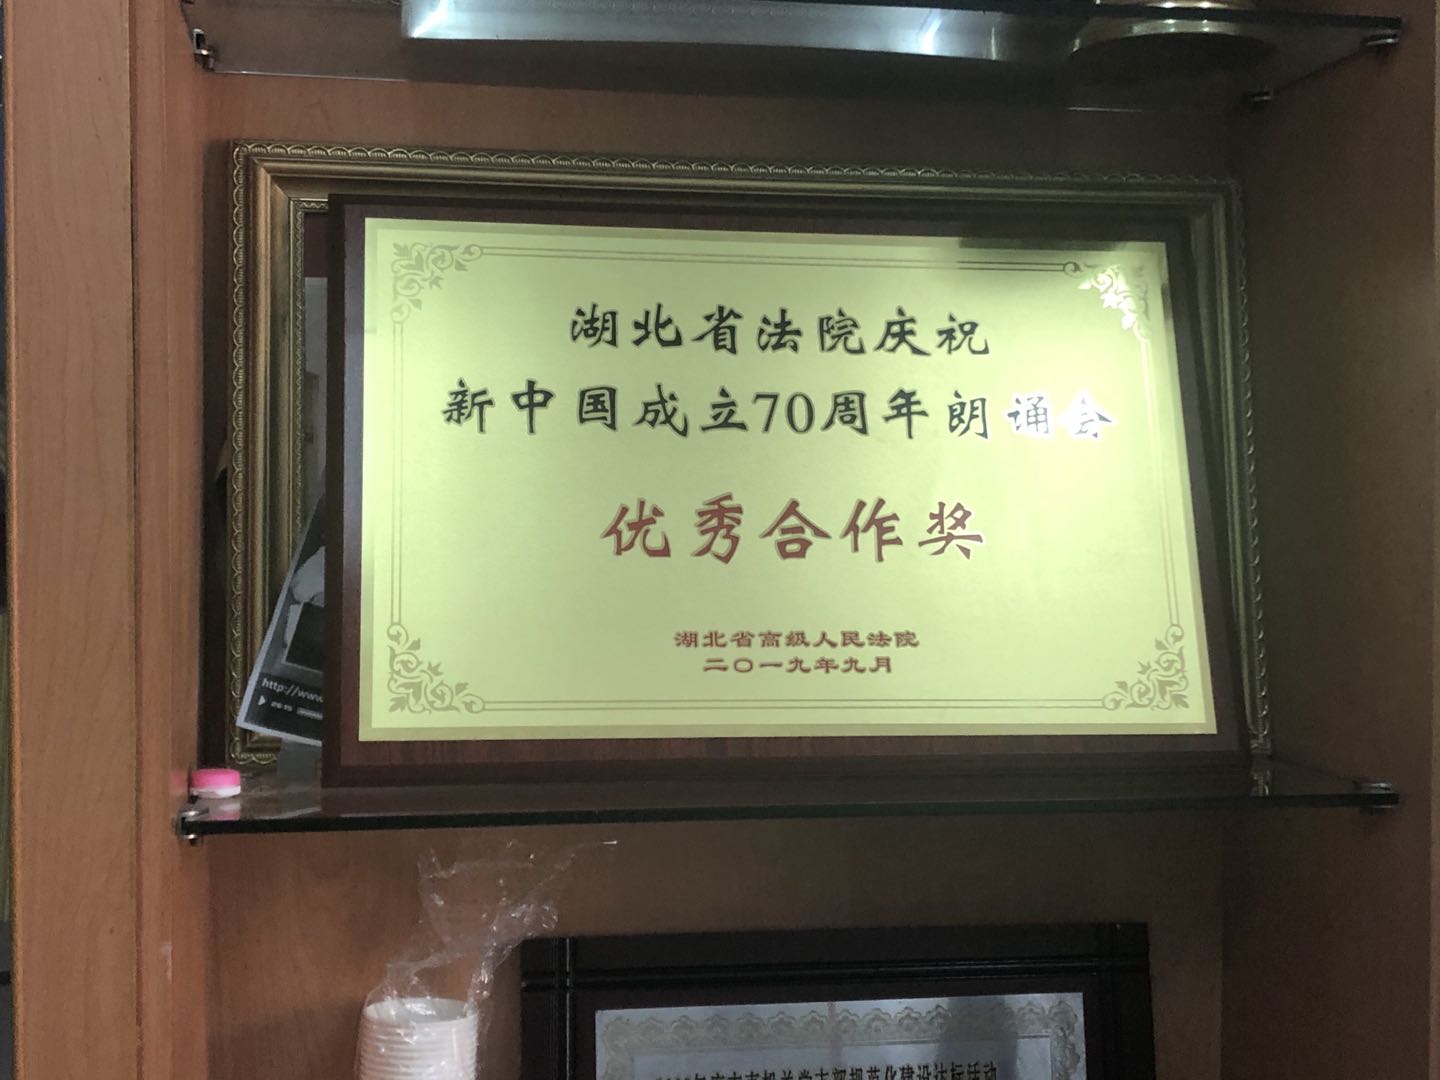 湖北省法院庆祝
新中国成立70周年朗诵会
优秀合作奖
湖北省高级人民法院
二〇一九年九月
http://www